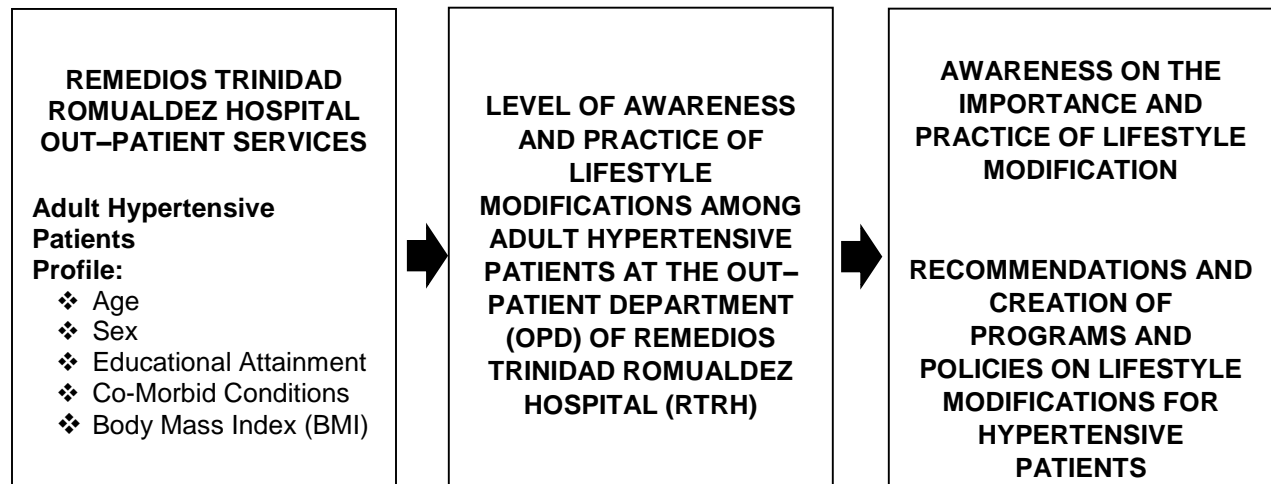 REMEDIOS TRINIDAD
ROMUALDEZ HOSPITAL
OUT–PATIENT SERVICES
Adult Hypertensive
Patients
Profile:
❖ Age
❖ Sex
❖ Educational Attainment
❖ Co-Morbid Conditions
❖ Body Mass Index (BMI)
LEVEL OF AWARENESS
AND PRACTICE OF
LIFESTYLE
MODIFICATIONS AMONG
ADULT HYPERTENSIVE
PATIENTS AT THE OUT–
PATIENT DEPARTMENT
(OPD) OF REMEDIOS
TRINIDAD ROMUALDEZ
HOSPITAL (RTRH)
AWARENESS ON THE
IMPORTANCE AND
PRACTICE OF LIFESTYLE
MODIFICATION
RECOMMENDATIONS AND
CREATION OF
PROGRAMS AND
POLICIES ON LIFESTYLE
MODIFICATIONS FOR
HYPERTENSIVE
PATIENTS